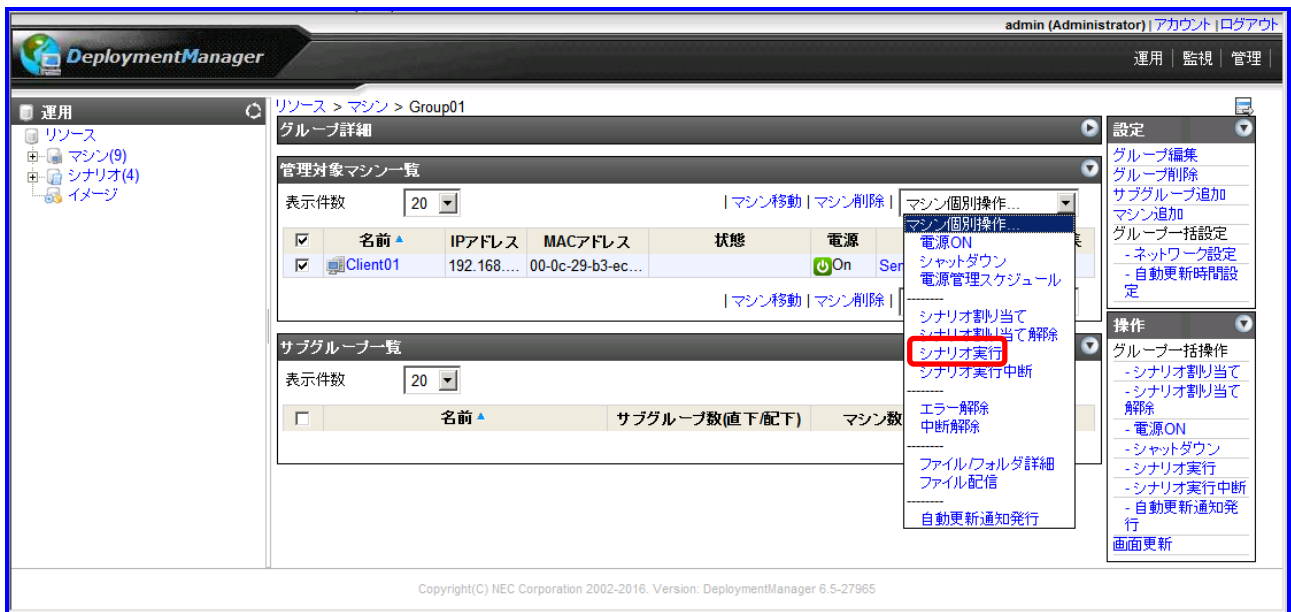 admin (Administrator) | アカウント | ログアウト
DeploymentManager
運用 | 監視 | 管理 |
運用
リソース
マシン(9)
シナリオ(4)
イメージ
リソース > マシン > Group01
グループ詳細
管理対象マシン一覧
表示件数 20 | マシン移動 | マシン削除 | マシン個別操作...
名前 IPアドレス MACアドレス 状態 電源
Client01 192.168.... 00-0c-29-b3-ec... On Ser
| マシン移動 | マシン削除 |
マシン個別操作...
電源ON
シャットダウン
電源管理スケジュール
--------
シナリオ割り当て
シナリオ割り当て解除
シナリオ実行
シナリオ実行中断
--------
エラー解除
中断解除
--------
ファイル/フォルダ詳細
ファイル配信
--------
自動更新通知発行
サブグループ一覧
表示件数 20
名前 サブグループ数(直下/配下) マシン数
設定
グループ編集
グループ削除
サブグループ追加
マシン追加
グループ一括設定
- ネットワーク設定
- 自動更新時間設
定
操作
グループ一括操作
- シナリオ割り当て
- シナリオ割り当て
解除
- 電源ON
- シャットダウン
- シナリオ実行
- シナリオ実行中断
- 自動更新通知発
行
画面更新
Copyright(C) NEC Corporation 2002-2016. Version: DeploymentManager 6.5-27965